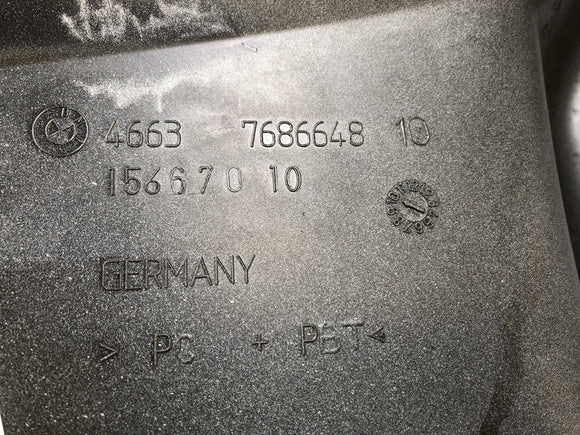 4663 7686648 10
156670 10
GERMANY
> PC + PBT <